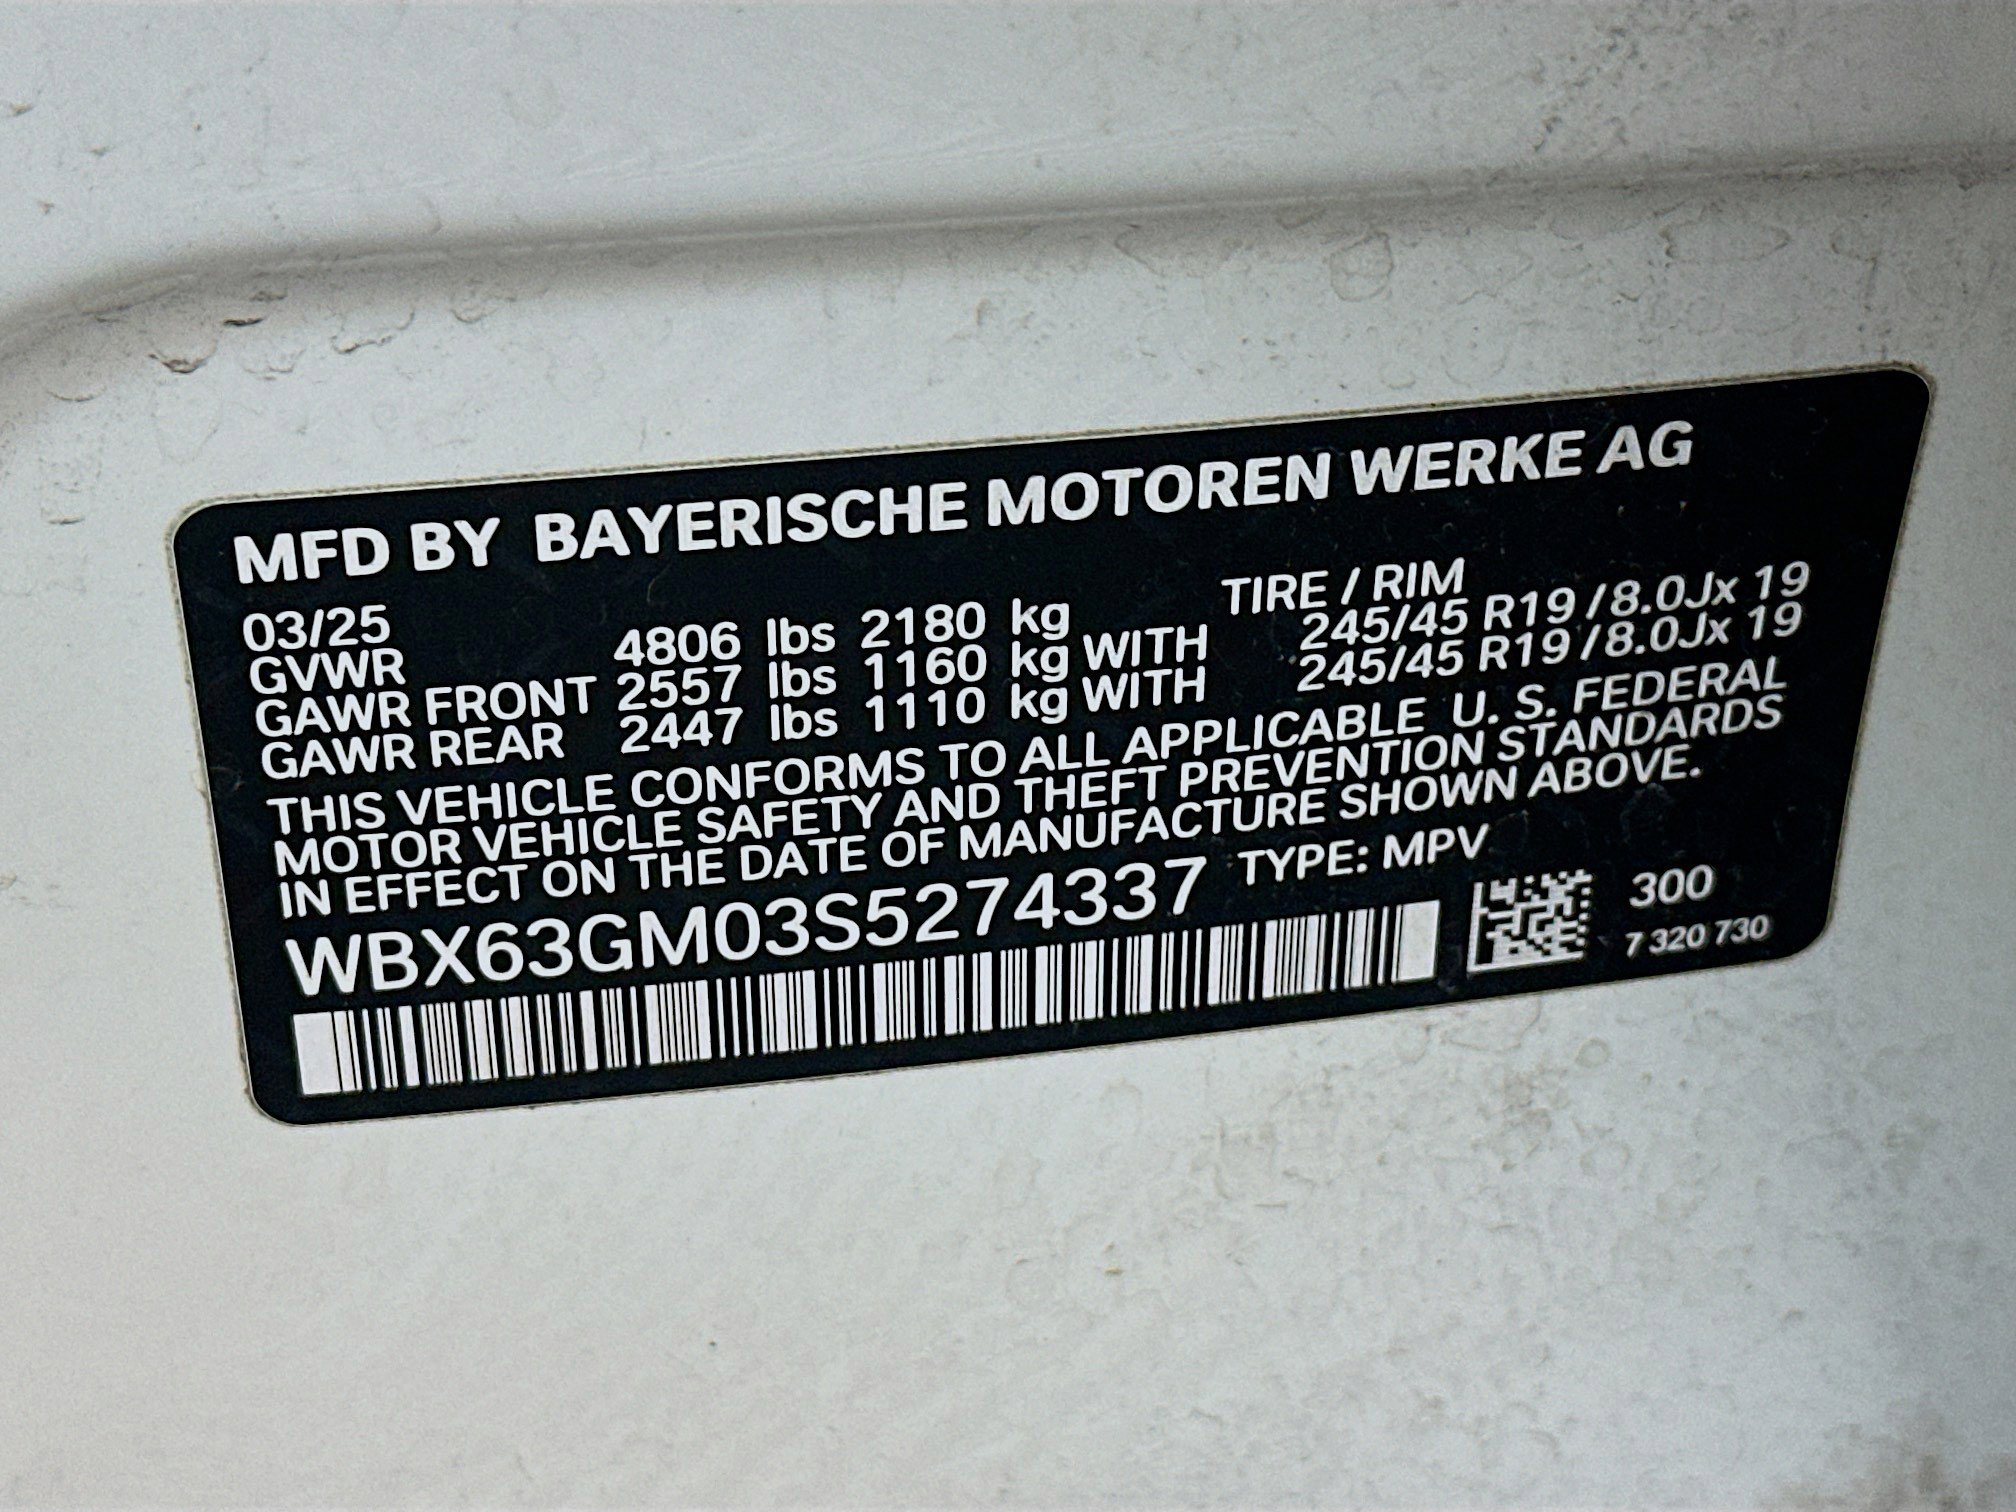 MFD BY BAYERISCHE MOTOREN WERKE AG
03/25 TIRE / RIM
GVWR 4806 lbs 2180 kg
GAWR FRONT 2557 lbs 1160 kg WITH 245/45 R19 / 8.0Jx 19
GAWR REAR 2447 lbs 1110 kg WITH 245/45 R19 / 8.0Jx 19
THIS VEHICLE CONFORMS TO ALL APPLICABLE U. S. FEDERAL
MOTOR VEHICLE SAFETY AND THEFT PREVENTION STANDARDS
IN EFFECT ON THE DATE OF MANUFACTURE SHOWN ABOVE.
WBX63GM03S5274337 TYPE: MPV
300
7 320 730